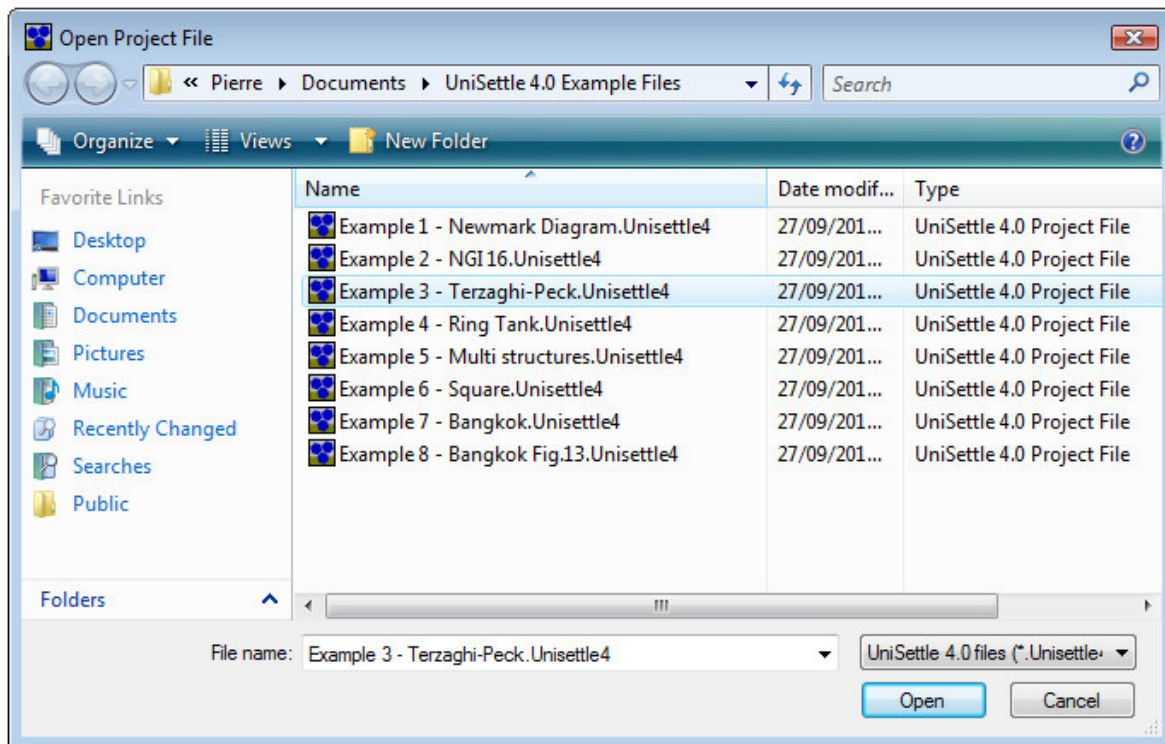 Open Project File
« Pierre Documents UniSettle 4.0 Example Files Search
Organize Views New Folder
Favorite Links
Desktop
Computer
Documents
Pictures
Music
Recently Changed
Searches
Public
Folders
Name Date modif... Type
Example 1 - Newmark Diagram.Unisettle4 27/09/201... UniSettle 4.0 Project File
Example 2 - NGI 16.Unisettle4 27/09/201... UniSettle 4.0 Project File
Example 3 - Terzaghi-Peck.Unisettle4 27/09/201... UniSettle 4.0 Project File
Example 4 - Ring Tank.Unisettle4 27/09/201... UniSettle 4.0 Project File
Example 5 - Multi structures.Unisettle4 27/09/201... UniSettle 4.0 Project File
Example 6 - Square.Unisettle4 27/09/201... UniSettle 4.0 Project File
Example 7 - Bangkok.Unisettle4 27/09/201... UniSettle 4.0 Project File
Example 8 - Bangkok Fig.13.Unisettle4 27/09/201... UniSettle 4.0 Project File
File name: Example 3 - Terzaghi-Peck.Unisettle4 UniSettle 4.0 files (*.Unisettle
Open Cancel